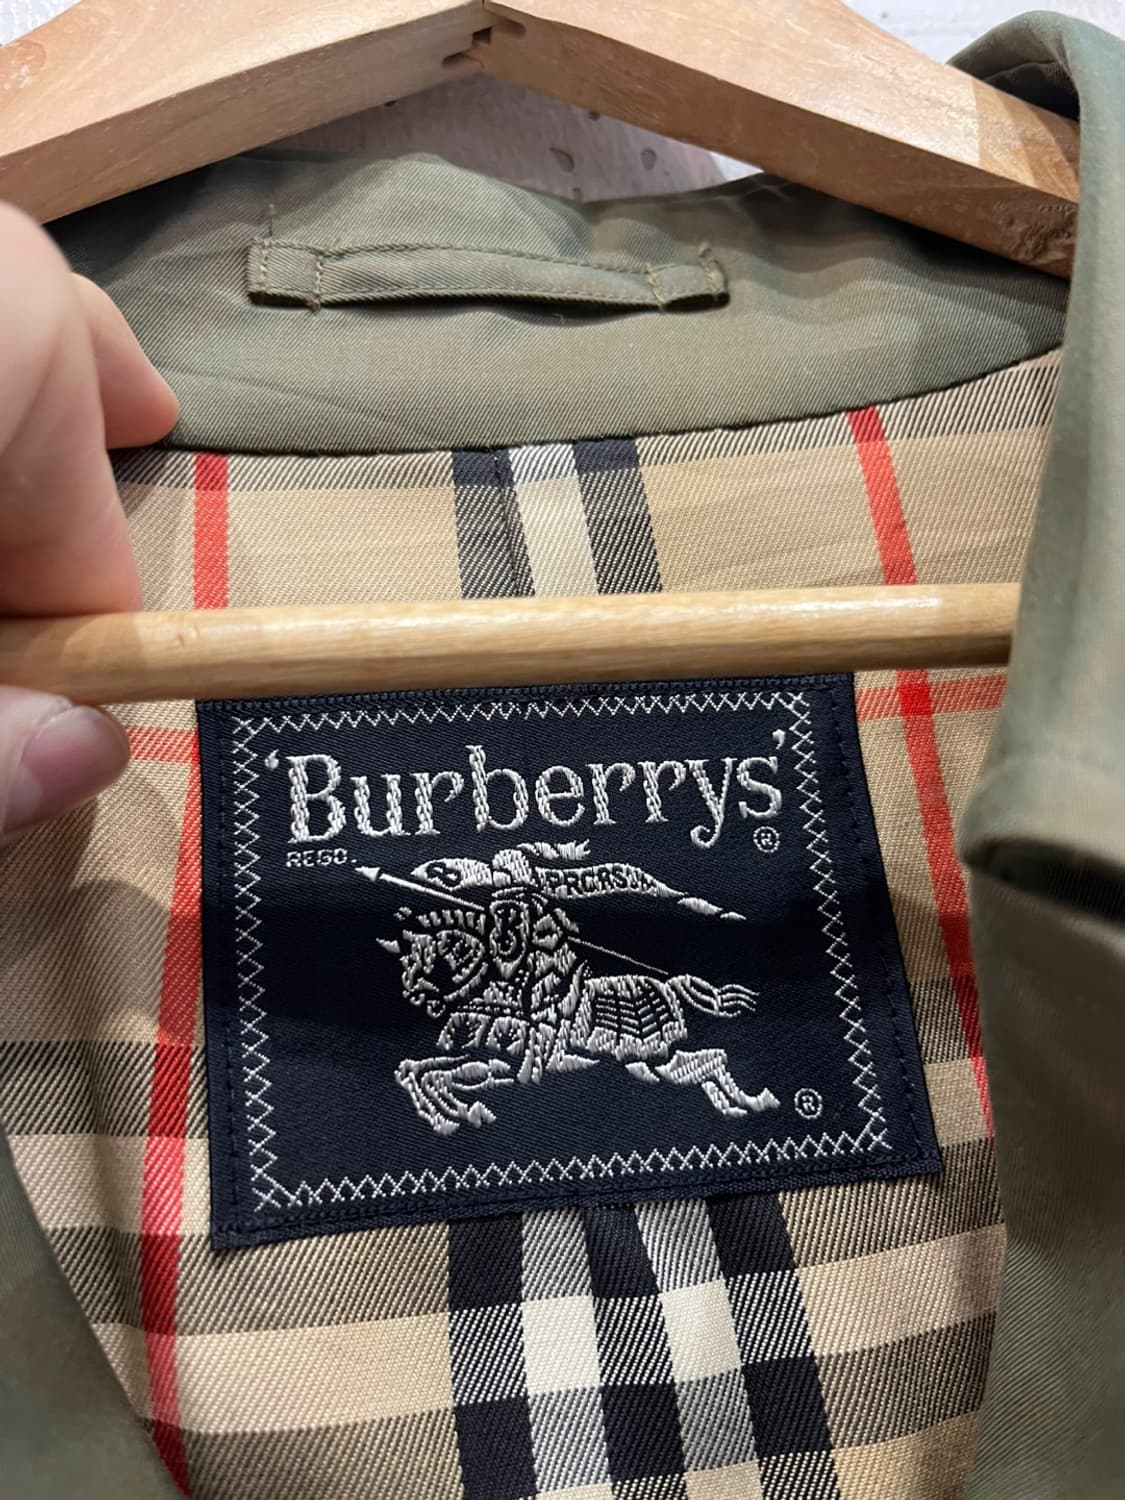 'Burberrys'
REGD. ®
PRORSUM
®